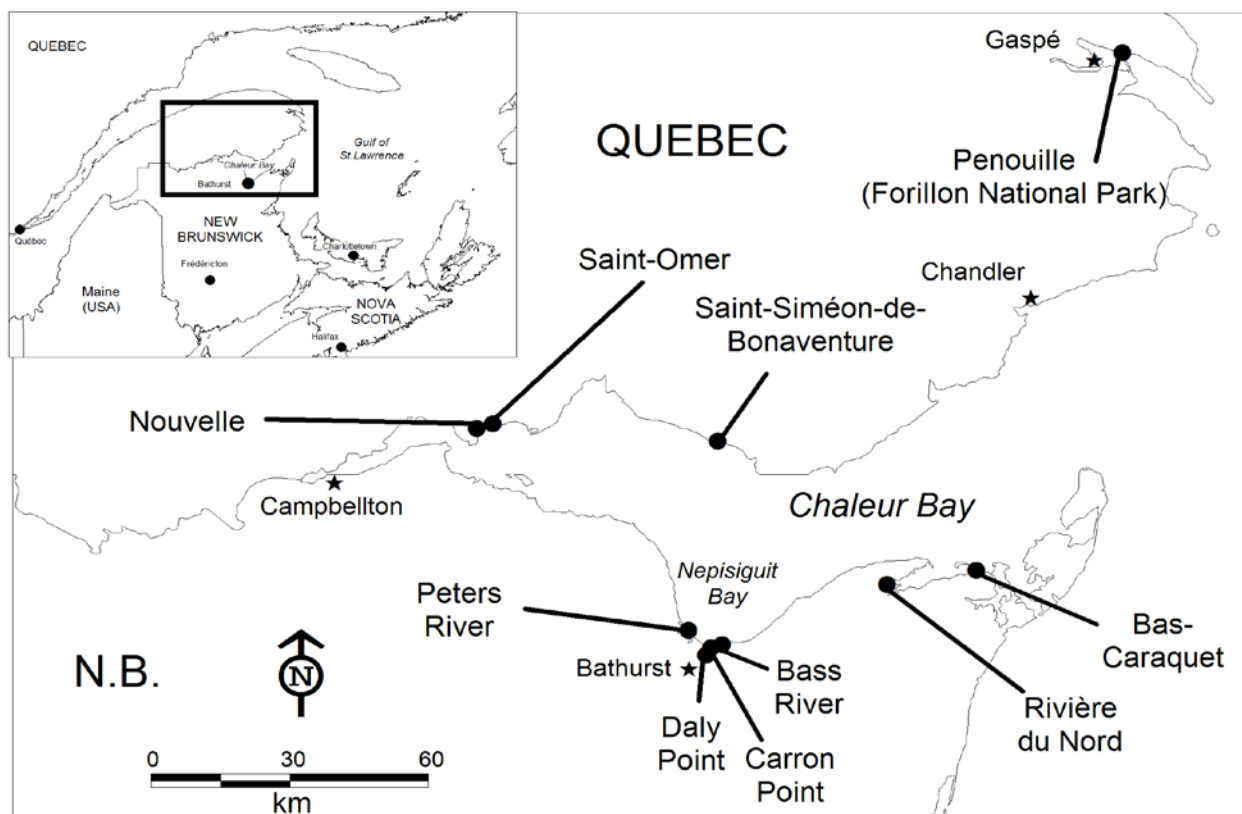 QUEBEC
Gulf of
St.Lawrence
Chaleur Bay
Bathurst
NEW
BRUNSWICK
Québec
Charlottetown
Frédéricton
Maine
(USA)
NOVA
SCOTIA
Halifax
Gaspé
QUEBEC
Penouille
(Forillon National Park)
Saint-Omer
Chandler
Saint-Siméon-de-
Bonaventure
Nouvelle
Campbellton
Chaleur Bay
Nepisiguit
Bay
Peters
River
Bas-
Caraquet
N.B.
N
Bathurst
Bass
River
Rivière
du Nord
Daly
Point
Carron
Point
0 30 60
km